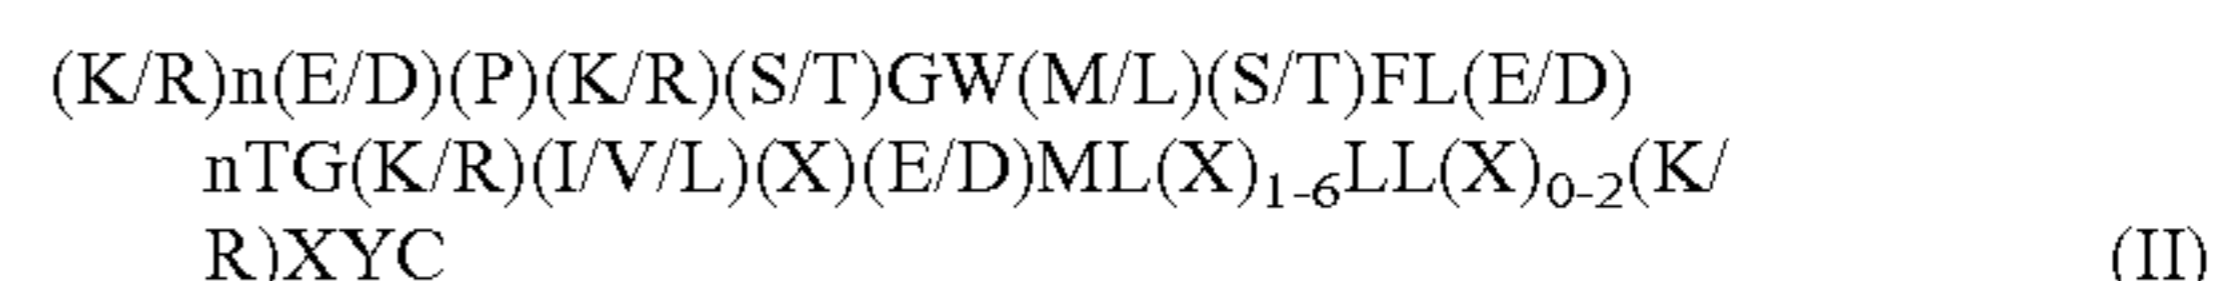 (K/R)n(E/D)(P)(K/R)(S/T)GW(M/L)(S/T)FL(E/D)
nTG(K/R)(I/V/L)(X)(E/D)ML(X)₁₋₆LL(X)₀₋₂(K/
R)XYC (II)